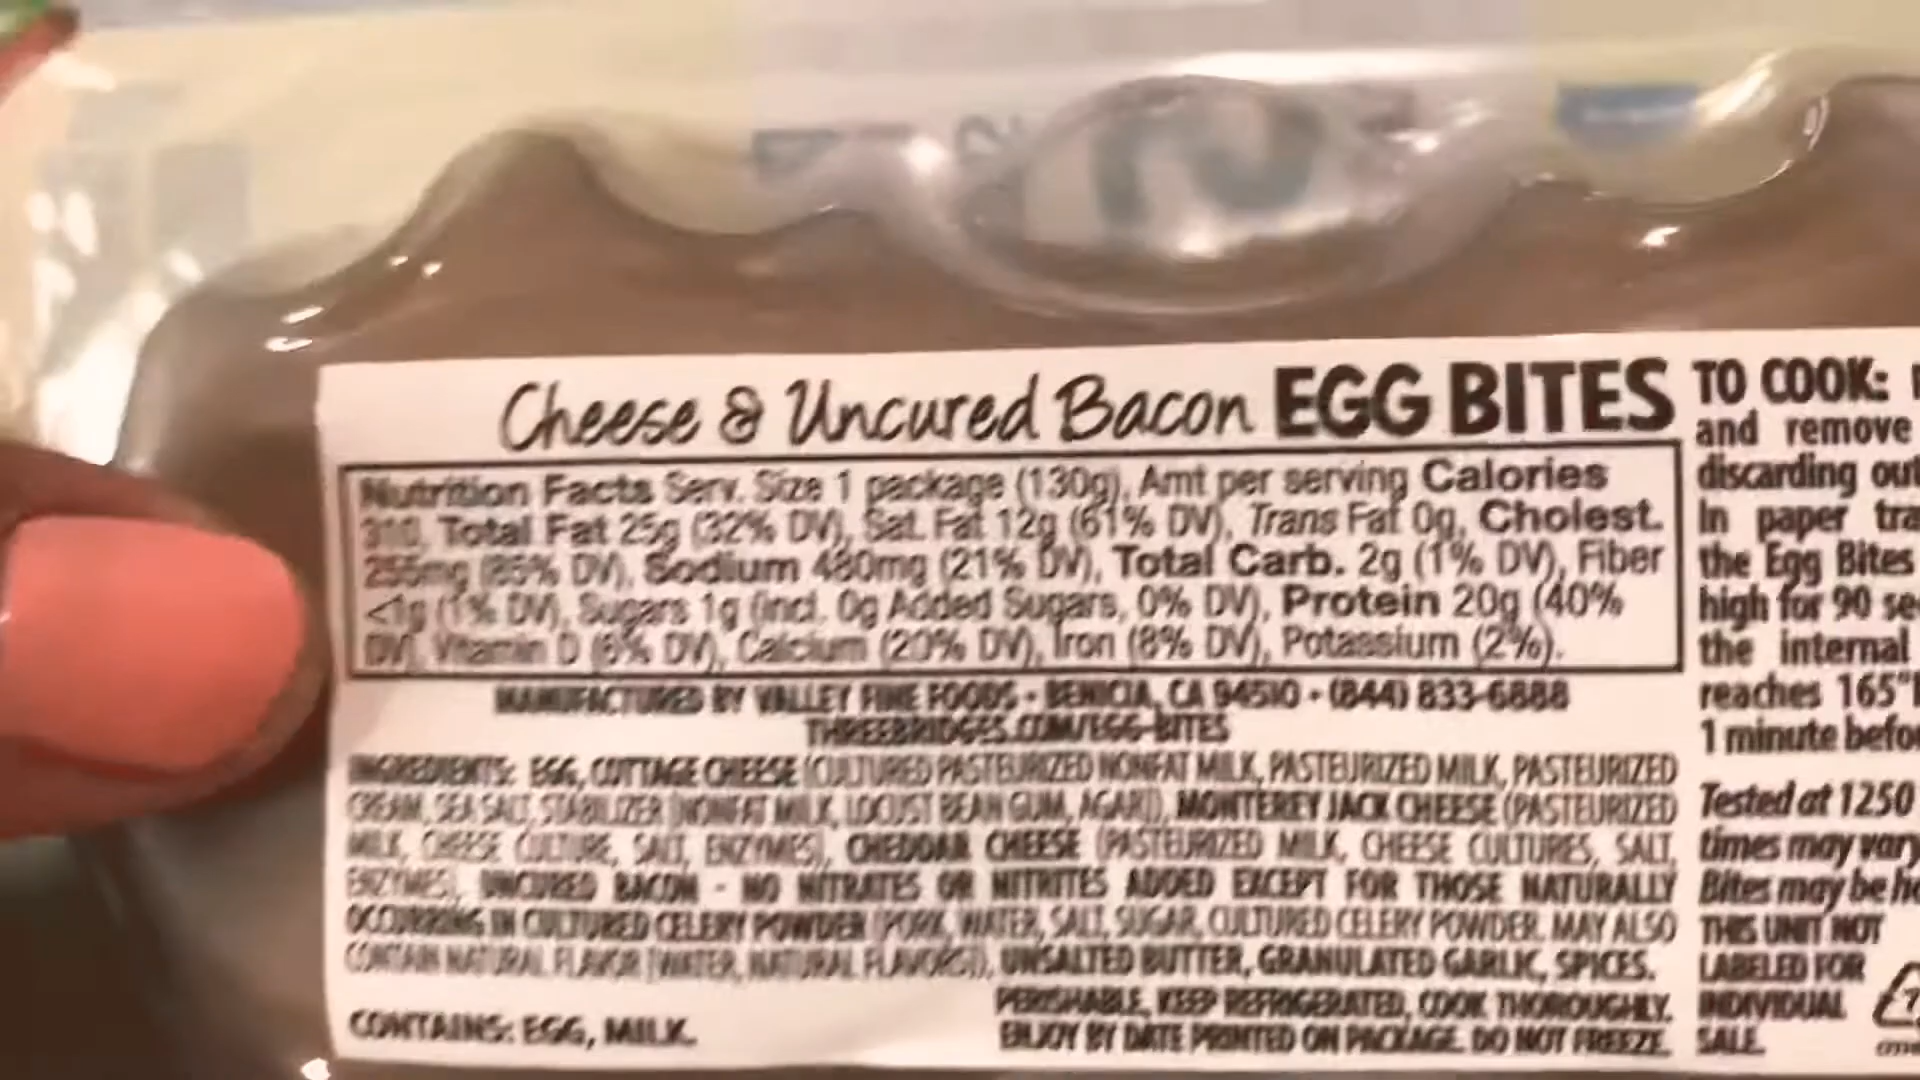 Cheese & Uncured Bacon EGG BITES
Nutrition Facts Serv. Size 1 package (130g), Amt per serving Calories
310, Total Fat 25g (32% DV), Sat. Fat 12g (61% DV), Trans Fat 0g, Cholest.
255mg (85% DV), Sodium 480mg (21% DV), Total Carb. 2g (1% DV), Fiber
<1g (1% DV), Sugars 1g (incl. 0g Added Sugars, 0% DV), Protein 20g (40%
DV), Vitamin D (6% DV), Calcium (20% DV), Iron (8% DV), Potassium (2%).
MANUFACTURED BY VALLEY FINE FOODS • BENICIA, CA 94510 • (844) 833-6888
THREEBRIDGES.COM/EGG-BITES
INGREDIENTS: EGG, COTTAGE CHEESE (CULTURED PASTEURIZED NONFAT MILK, PASTEURIZED MILK, PASTEURIZED
CREAM, SEA SALT, STABILIZER [NONFAT MILK, LOCUST BEAN GUM, AGAR]), MONTEREY JACK CHEESE (PASTEURIZED
MILK, CHEESE CULTURE, SALT, ENZYMES), CHEDDAR CHEESE (PASTEURIZED MILK, CHEESE CULTURES, SALT,
ENZYMES), UNCURED BACON - NO NITRATES OR NITRITES ADDED EXCEPT FOR THOSE NATURALLY
OCCURRING IN CULTURED CELERY POWDER (PORK, WATER, SALT, SUGAR, CULTURED CELERY POWDER. MAY ALSO
CONTAIN NATURAL FLAVOR [WATER, NATURAL FLAVORS]), UNSALTED BUTTER, GRANULATED GARLIC, SPICES.
CONTAINS: EGG, MILK.
PERISHABLE, KEEP REFRIGERATED, COOK THOROUGHLY.
ENJOY BY DATE PRINTED ON PACKAGE. DO NOT FREEZE.
TO COOK:
and remove
discarding
In paper
the Egg Bites
high for 90
the internal
reaches 165°
1 minute
Tested at 1250
times may vary
Bites may be
THIS UNIT NOT
LABELED FOR
INDIVIDUAL
SALE.